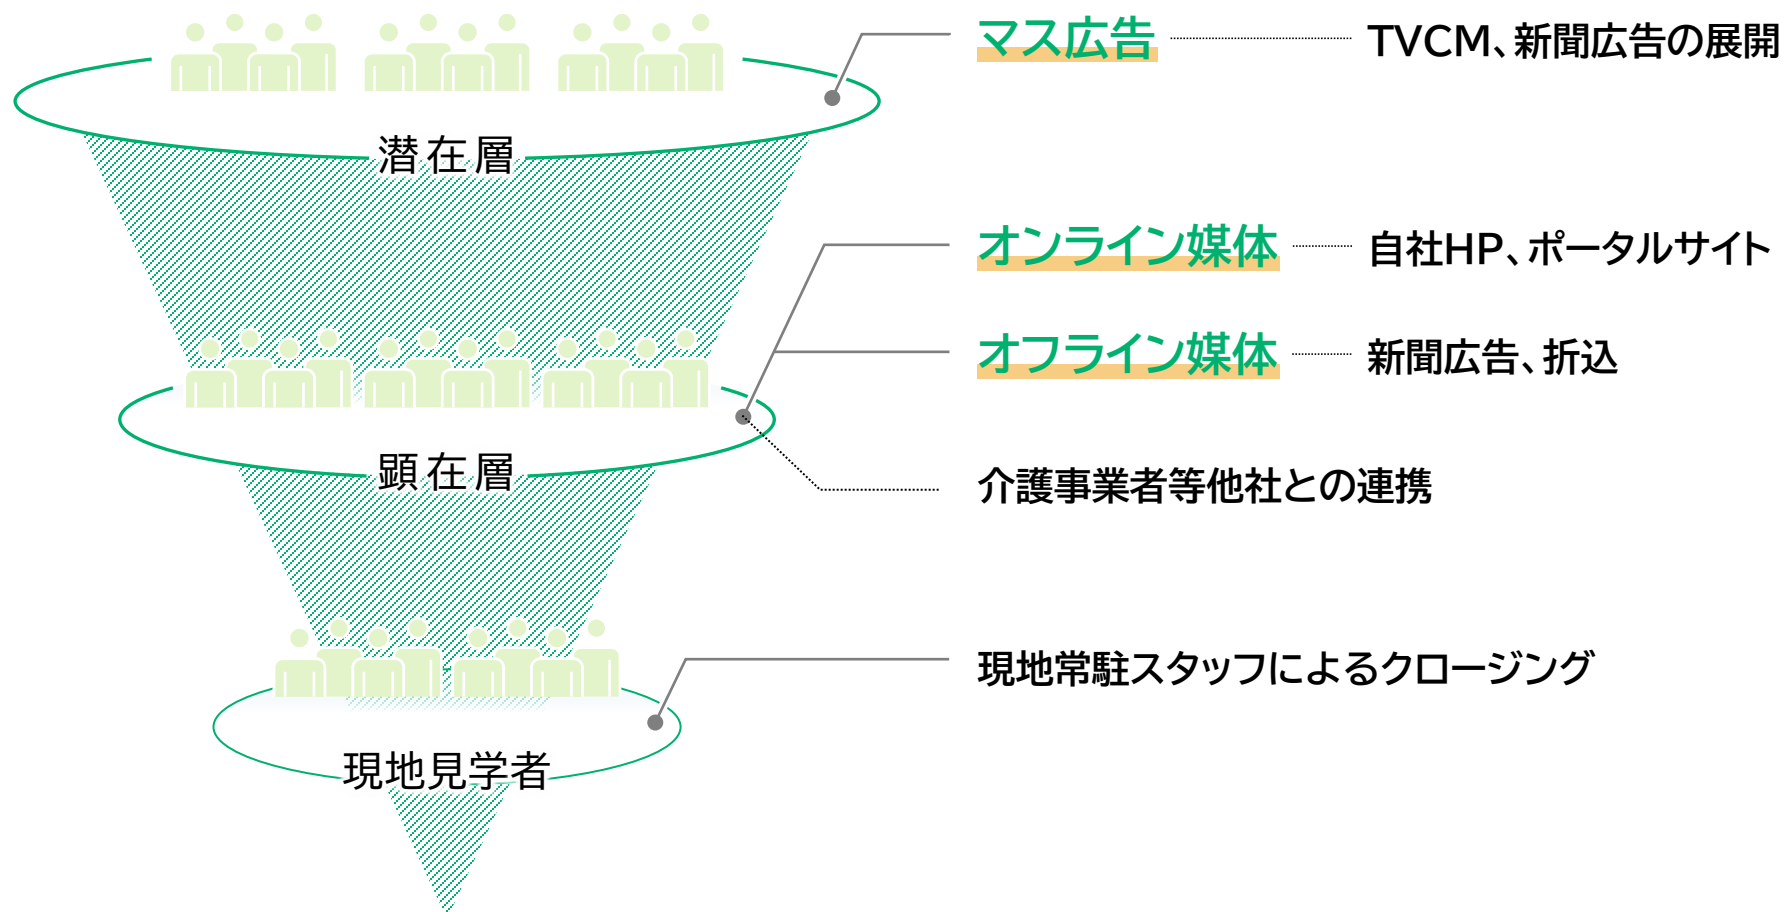 マス広告
TVCM、新聞広告の展開
潜在層
オンライン媒体
自社HP、ポータルサイト
オフライン媒体
新聞広告、折込
顕在層
介護事業者等他社との連携
現地常駐スタッフによるクロージング
現地見学者